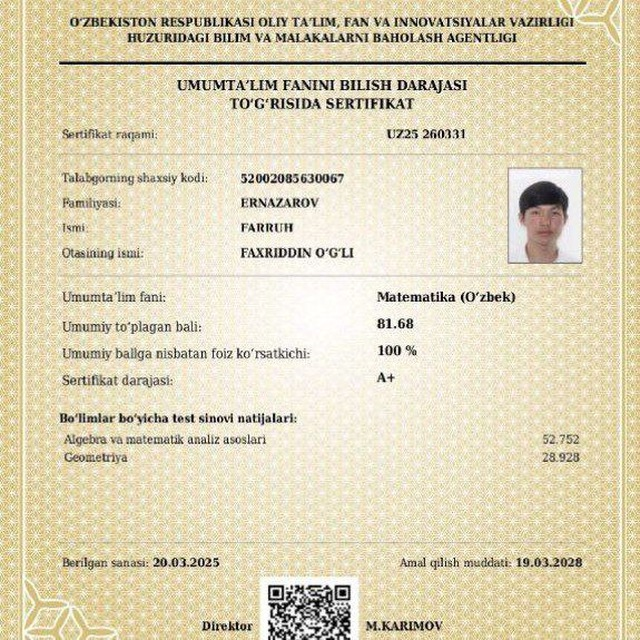 O‘ZBEKISTON RESPUBLIKASI OLIY TA’LIM, FAN VA INNOVATSIYALAR VAZIRLIGI
HUZURIDAGI BILIM VA MALAKALARNI BAHOLASH AGENTLIGI
UMUMTA’LIM FANINI BILISH DARAJASI
TO‘G‘RISIDA SERTIFIKAT
Sertifikat raqami: UZ25 260331
Talabgorning shaxsiy kodi: 52002085630067
Familiyasi: ERNAZAROV
Ismi: FARRUH
Otasining ismi: FAXRIDDIN O‘G‘LI
Umumta’lim fani: Matematika (O‘zbek)
Umumiy to‘plagan bali: 81.68
Umumiy ballga nisbatan foiz ko‘rsatkichi: 100 %
Sertifikat darajasi: A+
Bo‘limlar bo‘yicha test sinovi natijalari:
Algebra va matematik analiz asoslari 52.752
Geometriya 28.928
Berilgan sanasi: 20.03.2025 Amal qilish muddati: 19.03.2028
Direktor M.KARIMOV